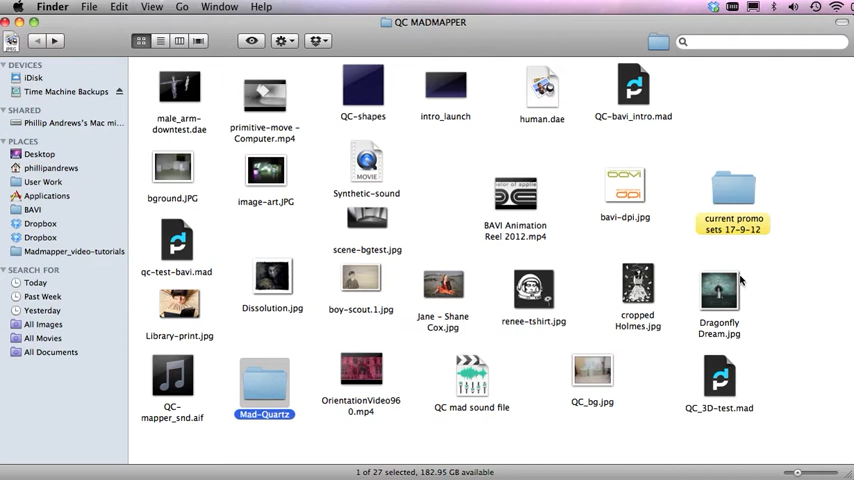 Finder File Edit View Go Window Help
QC MADMAPPER
JPEG
DEVICES
iDisk
Time Machine Backups
SHARED
Phillip Andrews's Mac mi...
PLACES
Desktop
phillipandrews
User Work
Applications
BAVI
Dropbox
Dropbox
Madmapper_video-tutorials
SEARCH FOR
Today
Past Week
Yesterday
All Images
All Movies
All Documents
male_arm-
downtest.dae
primitive-move -
Computer.mp4
QC-shapes
intro_launch
human.dae
QC-bavi_intro.mad
bground.JPG
image-art.JPG
MOVIE
Synthetic-sound
BAVI Animation
Reel 2012.mp4
bavi
dpi
bavi-dpi.jpg
current promo
sets 17-9-12
qc-test-bavi.mad
scene-bgtest.jpg
Library-print.jpg
Dissolution.jpg
boy-scout.1.jpg
Jane - Shane
Cox.jpg
renee-tshirt.jpg
cropped
Holmes.jpg
Dragonfly
Dream.jpg
QC-
mapper_snd.aif
Mad-Quartz
OrientationVideo96
0.mp4
QC mad sound file
QC_bg.jpg
QC_3D-test.mad
1 of 27 selected, 182.95 GB available